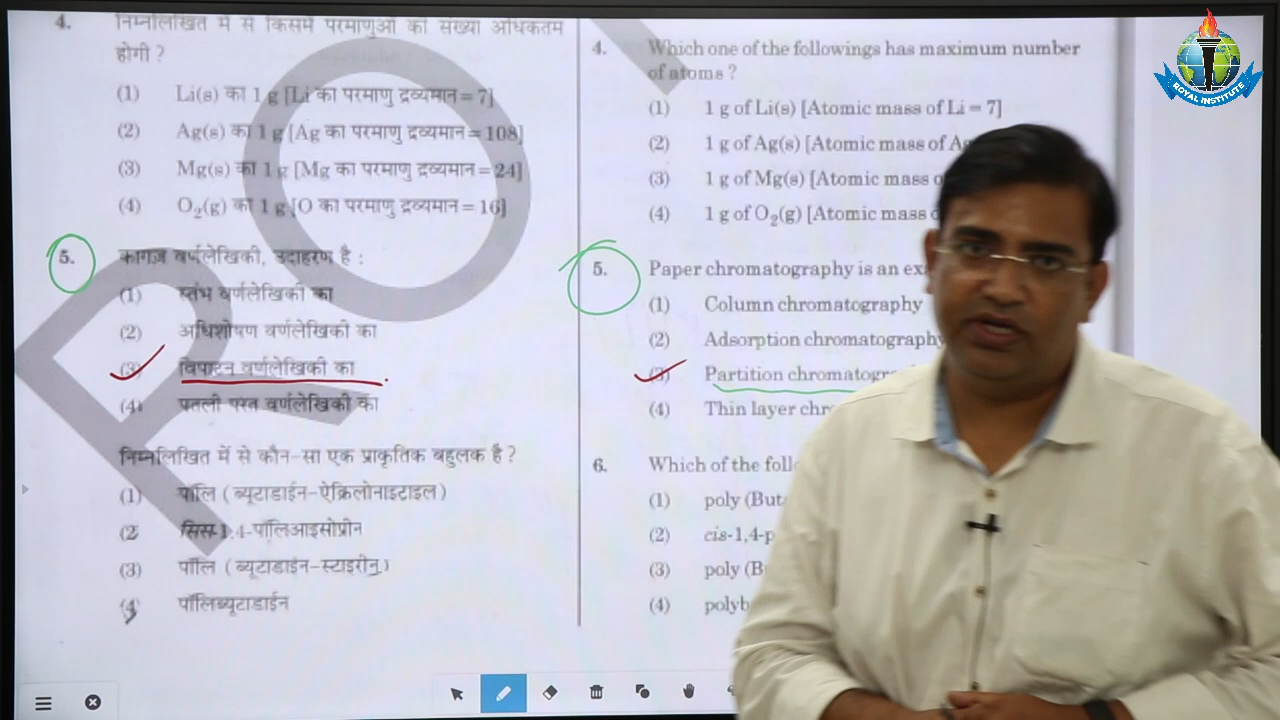 4. निम्नलिखित में से किसमें परमाणुओं की संख्या अधिकतम
होगी ?
(1) Li(s) का 1 g [Li का परमाणु द्रव्यमान = 7]
(2) Ag(s) का 1 g [Ag का परमाणु द्रव्यमान = 108]
(3) Mg(s) का 1 g [Mg का परमाणु द्रव्यमान = 24]
(4) O₂(g) का 1 g [O का परमाणु द्रव्यमान = 16]
5. कागज़ वर्णलेखिकी, उदाहरण है :
(1) स्तंभ वर्णलेखिकी का
(2) अधिशोषण वर्णलेखिकी का
(3) विपाटन वर्णलेखिकी का
(4) पतली परत वर्णलेखिकी का
निम्नलिखित में से कौन-सा एक प्राकृतिक बहुलक है ?
(1) पॉलि (ब्यूटाडाईन-ऐक्रिलोनाइटाइल)
(2 सिस-1,4-पॉलिआइसोप्रीन
(3) पॉलि (ब्यूटाडाईन-स्टाइरीन)
(4 पॉलिब्यूटाडाईन
4. Which one of the followings has maximum number
of atoms ?
(1) 1 g of Li(s) [Atomic mass of Li = 7]
(2) 1 g of Ag(s) [Atomic mass of Ag
(3) 1 g of Mg(s) [Atomic mass
(4) 1 g of O₂(g) [Atomic mass
5. Paper chromatography is an
(1) Column chromatography
(2) Adsorption chromatography
(3) Partition
(4) Thin layer
6. Which of the
(1) poly
(2) cis-1,4-
(3) poly
(4)
RO
ROYAL INSTITUTE